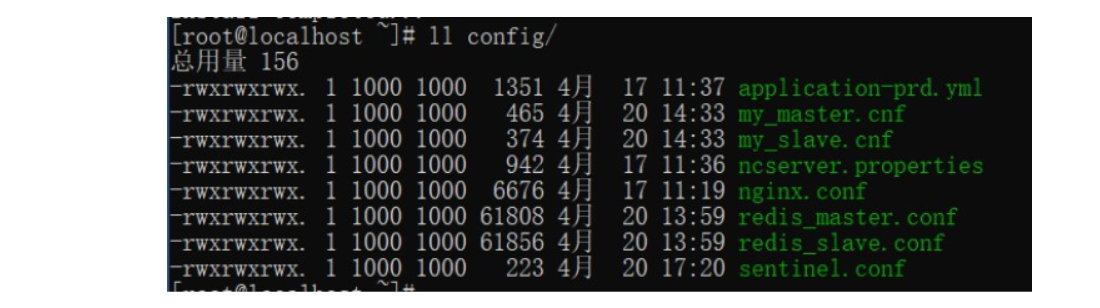 [root@localhost ~]# ll config/
总用量 156
-rwxrwxrwx. 1 1000 1000 1351 4月 17 11:37 application-prd.yml
-rwxrwxrwx. 1 1000 1000 465 4月 20 14:33 my_master.cnf
-rwxrwxrwx. 1 1000 1000 374 4月 20 14:33 my_slave.cnf
-rwxrwxrwx. 1 1000 1000 942 4月 17 11:36 ncserver.properties
-rwxrwxrwx. 1 1000 1000 6676 4月 17 11:19 nginx.conf
-rwxrwxrwx. 1 1000 1000 61808 4月 20 13:59 redis_master.conf
-rwxrwxrwx. 1 1000 1000 61856 4月 20 13:59 redis_slave.conf
-rwxrwxrwx. 1 1000 1000 223 4月 20 17:20 sentinel.conf